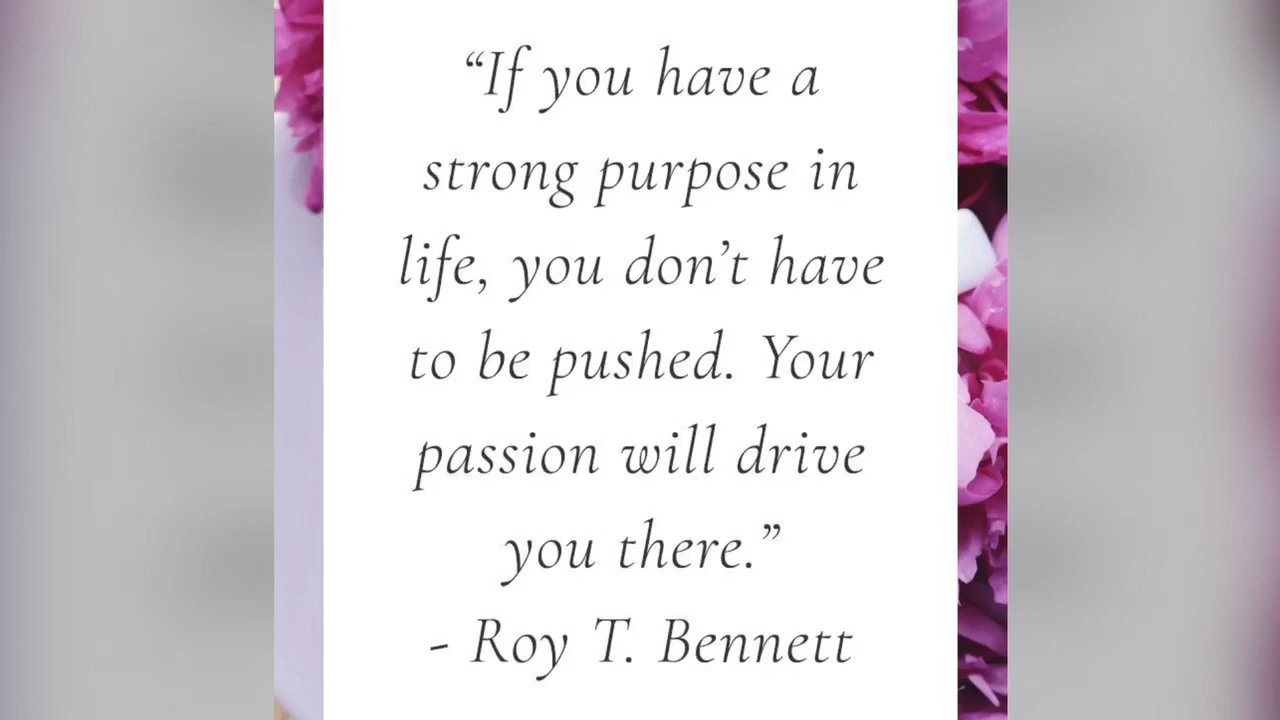 “If you have a
strong purpose in
life, you don’t have
to be pushed. Your
passion will drive
you there.”
- Roy T. Bennett